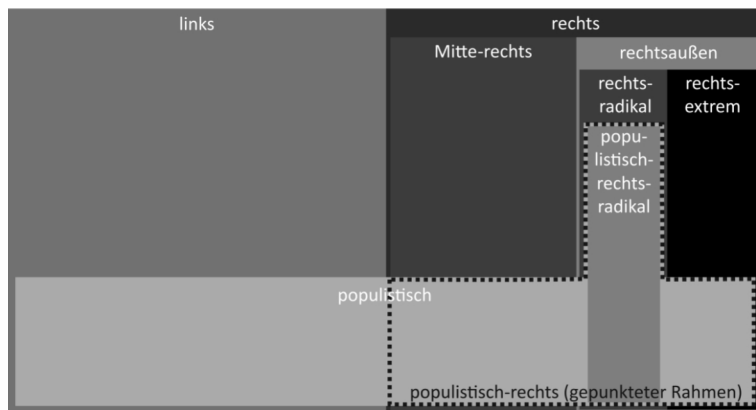 links
rechts
Mitte-rechts
rechtsaußen
rechts-
radikal
rechts-
extrem
popu-
listisch-
rechts-
radikal
populistisch
populistisch-rechts (gepunkteter Rahmen)